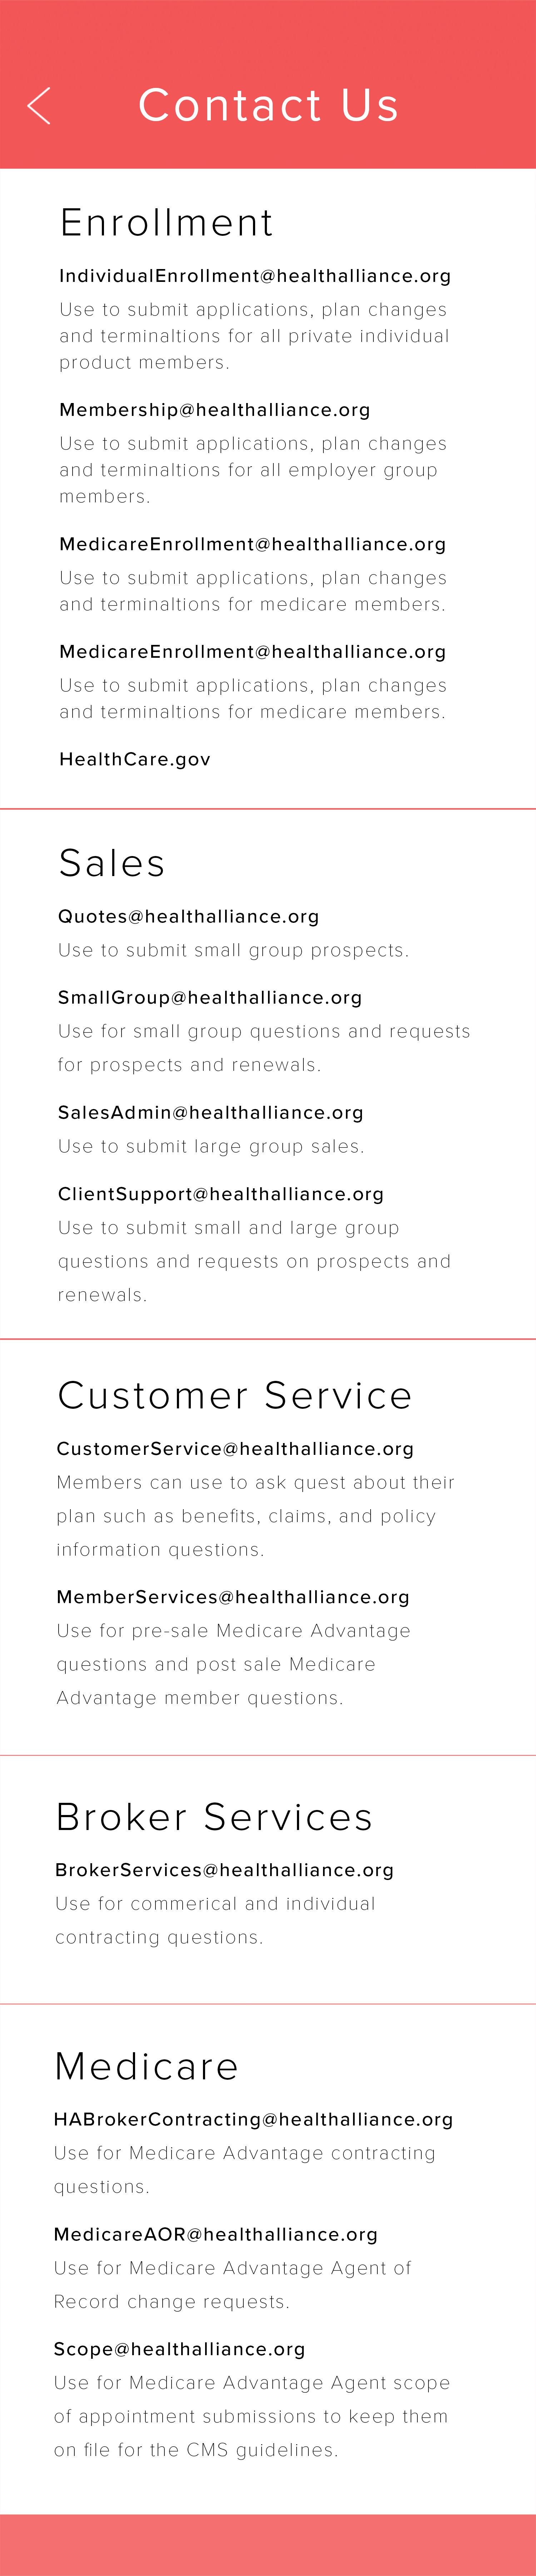 Contact Us
Enrollment
IndividualEnrollment@healthalliance.org
Use to submit applications, plan changes
and terminaltions for all private individual
product members.
Membership@healthalliance.org
Use to submit applications, plan changes
and terminaltions for all employer group
members.
MedicareEnrollment@healthalliance.org
Use to submit applications, plan changes
and terminaltions for medicare members.
MedicareEnrollment@healthalliance.org
Use to submit applications, plan changes
and terminaltions for medicare members.
HealthCare.gov
Sales
Quotes@healthalliance.org
Use to submit small group prospects.
SmallGroup@healthalliance.org
Use for small group questions and requests
for prospects and renewals.
SalesAdmin@healthalliance.org
Use to submit large group sales.
ClientSupport@healthalliance.org
Use to submit small and large group
questions and requests on prospects and
renewals.
Customer Service
CustomerService@healthalliance.org
Members can use to ask quest about their
plan such as benefits, claims, and policy
information questions.
MemberServices@healthalliance.org
Use for pre-sale Medicare Advantage
questions and post sale Medicare
Advantage member questions.
Broker Services
BrokerServices@healthalliance.org
Use for commerical and individual
contracting questions.
Medicare
HABrokerContracting@healthalliance.org
Use for Medicare Advantage contracting
questions.
MedicareAOR@healthalliance.org
Use for Medicare Advantage Agent of
Record change requests.
Scope@healthalliance.org
Use for Medicare Advantage Agent scope
of appointment submissions to keep them
on file for the CMS guidelines.